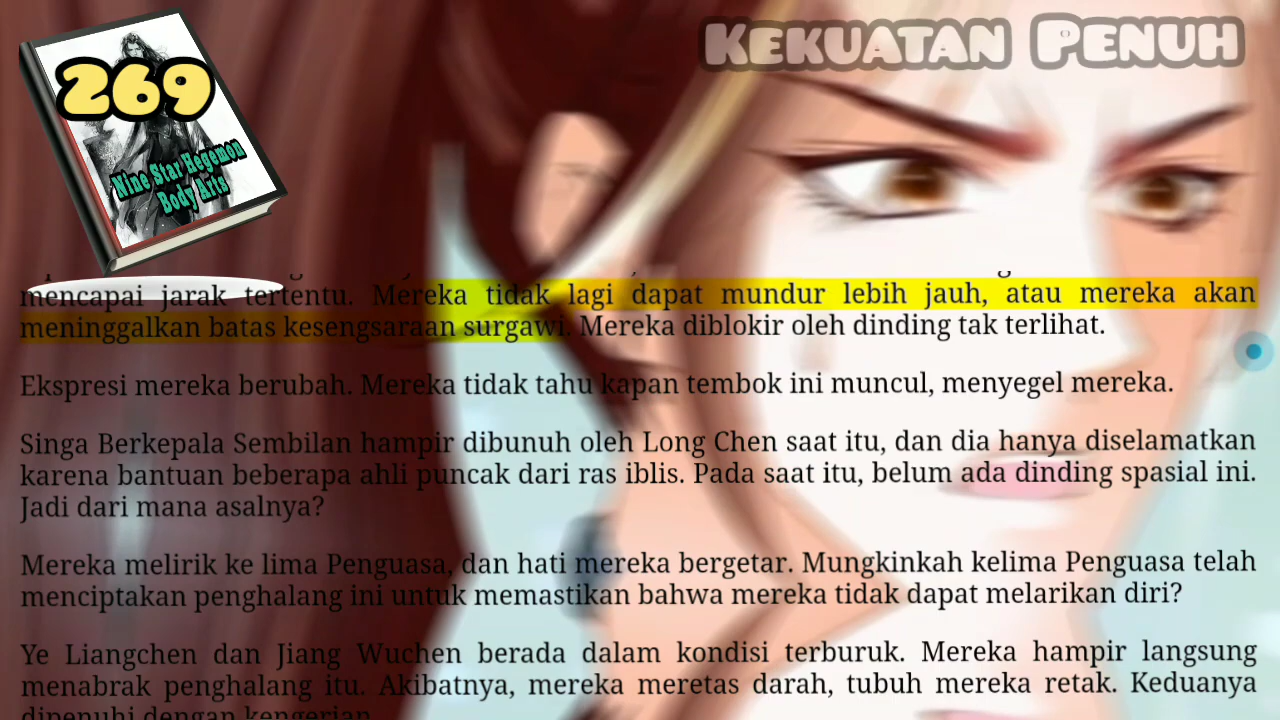 269
Nine Star Hegemon
Body Arts
Kekuatan Penuh
mencapai jarak tertentu. Mereka tidak lagi dapat mundur lebih jauh, atau mereka akan
meninggalkan batas kesengsaraan surgawi. Mereka diblokir oleh dinding tak terlihat.
Ekspresi mereka berubah. Mereka tidak tahu kapan tembok ini muncul, menyegel mereka.
Singa Berkepala Sembilan hampir dibunuh oleh Long Chen saat itu, dan dia hanya diselamatkan
karena bantuan beberapa ahli puncak dari ras iblis. Pada saat itu, belum ada dinding spasial ini.
Jadi dari mana asalnya?
Mereka melirik ke lima Penguasa, dan hati mereka bergetar. Mungkinkah kelima Penguasa telah
menciptakan penghalang ini untuk memastikan bahwa mereka tidak dapat melarikan diri?
Ye Liangchen dan Jiang Wuchen berada dalam kondisi terburuk. Mereka hampir langsung
menabrak penghalang itu. Akibatnya, mereka meretas darah, tubuh mereka retak. Keduanya
dipenuhi dengan kengerian.